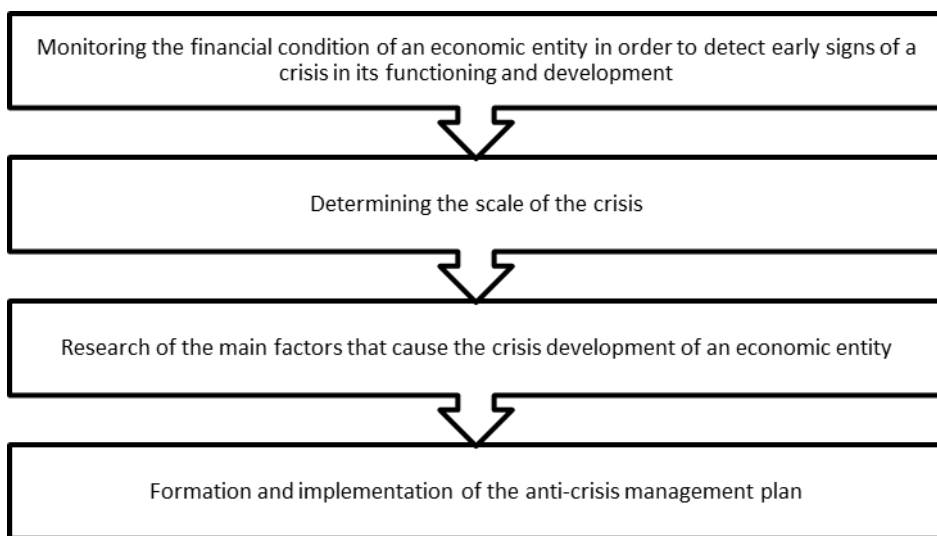 Monitoring the financial condition of an economic entity in order to detect early signs of a
crisis in its functioning and development
Determining the scale of the crisis
Research of the main factors that cause the crisis development of an economic entity
Formation and implementation of the anti-crisis management plan